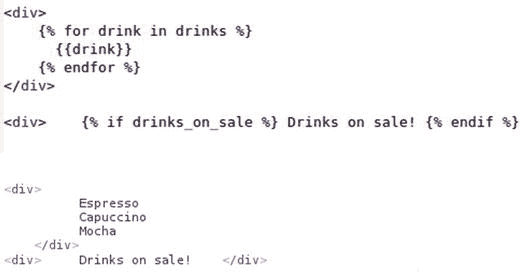 <div>
{% for drink in drinks %}
{{drink}}
{% endfor %}
</div>
<div> {% if drinks_on_sale %} Drinks on sale! {% endif %}
<div>
Espresso
Capuccino
Mocha
</div>
<div> Drinks on sale! </div>